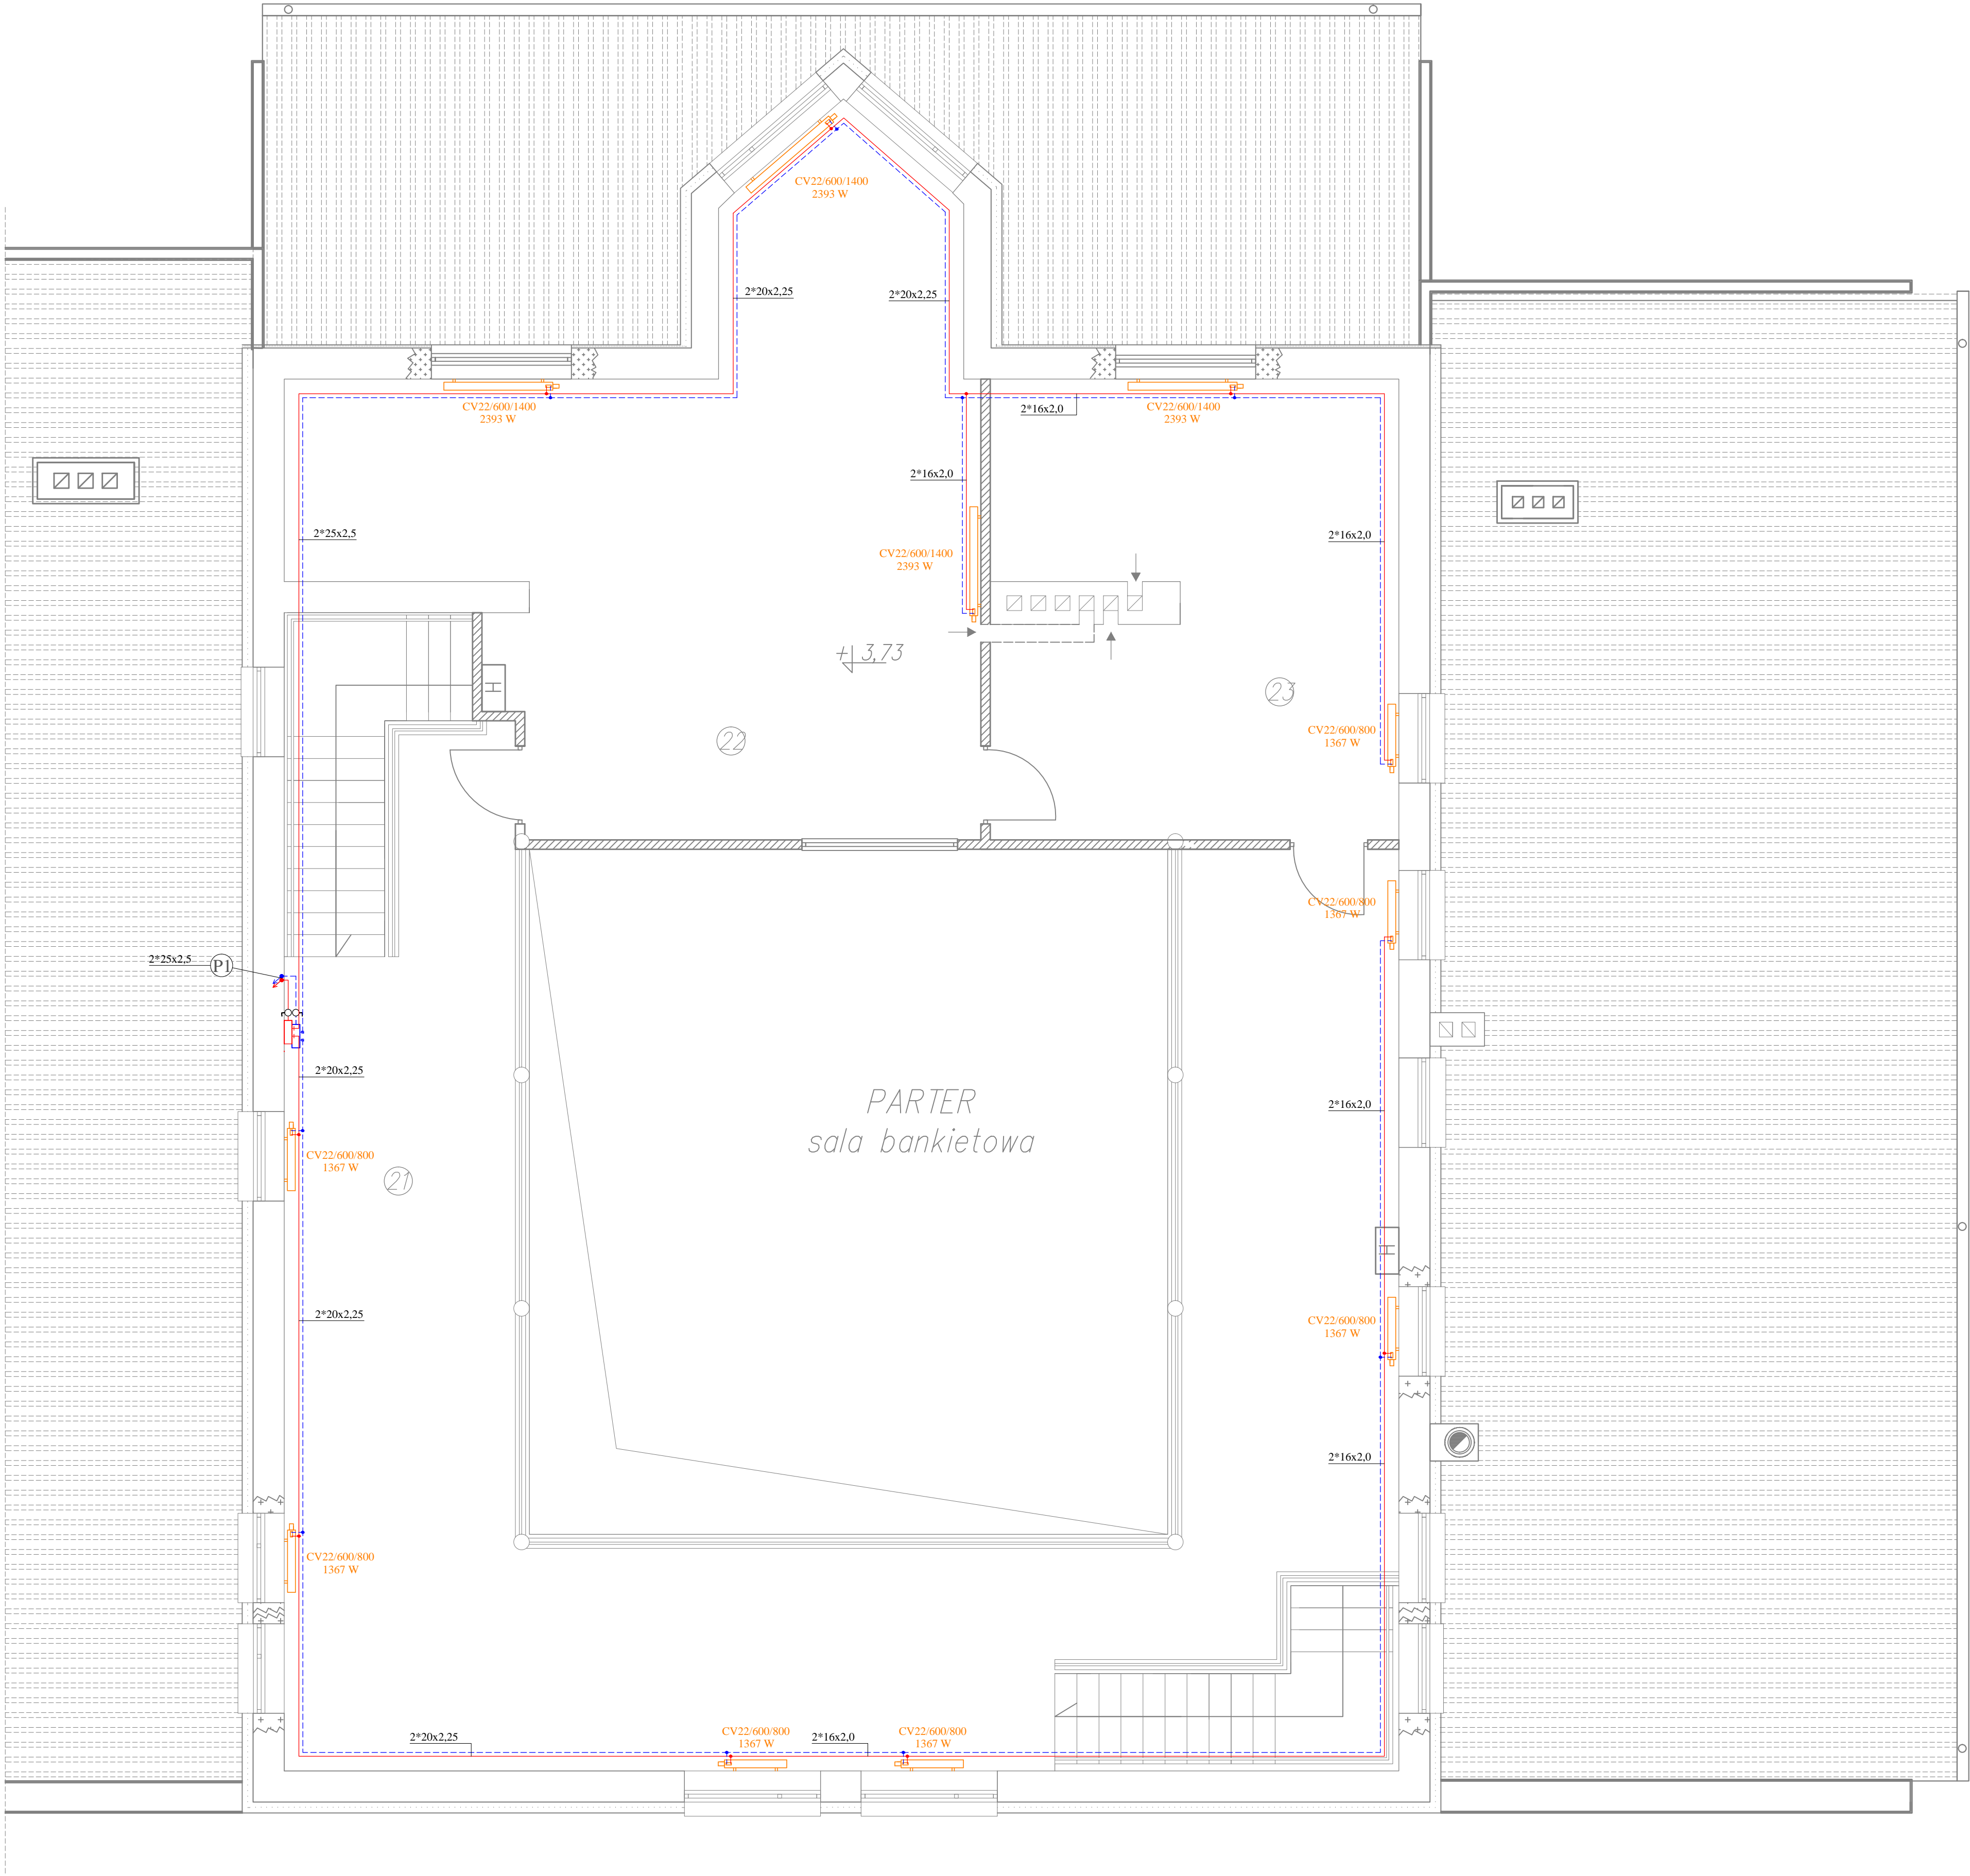 CV22/600/1400
2393 W
2*20x2,25
2*20x2,25
CV22/600/1400
2393 W
2*16x2,0
CV22/600/1400
2393 W
2*16x2,0
2*25x2,5
2*16x2,0
CV22/600/1400
2393 W
+ 3,73
H
23
22
CV22/600/800
1367 W
CV22/600/800
1367 W
2*25x2,5
P1
2*20x2,25
PARTER
sala bankietowa
2*16x2,0
CV22/600/800
1367 W
21
H
2*20x2,25
CV22/600/800
1367 W
2*16x2,0
CV22/600/800
1367 W
2*20x2,25
CV22/600/800
1367 W
2*16x2,0
CV22/600/800
1367 W